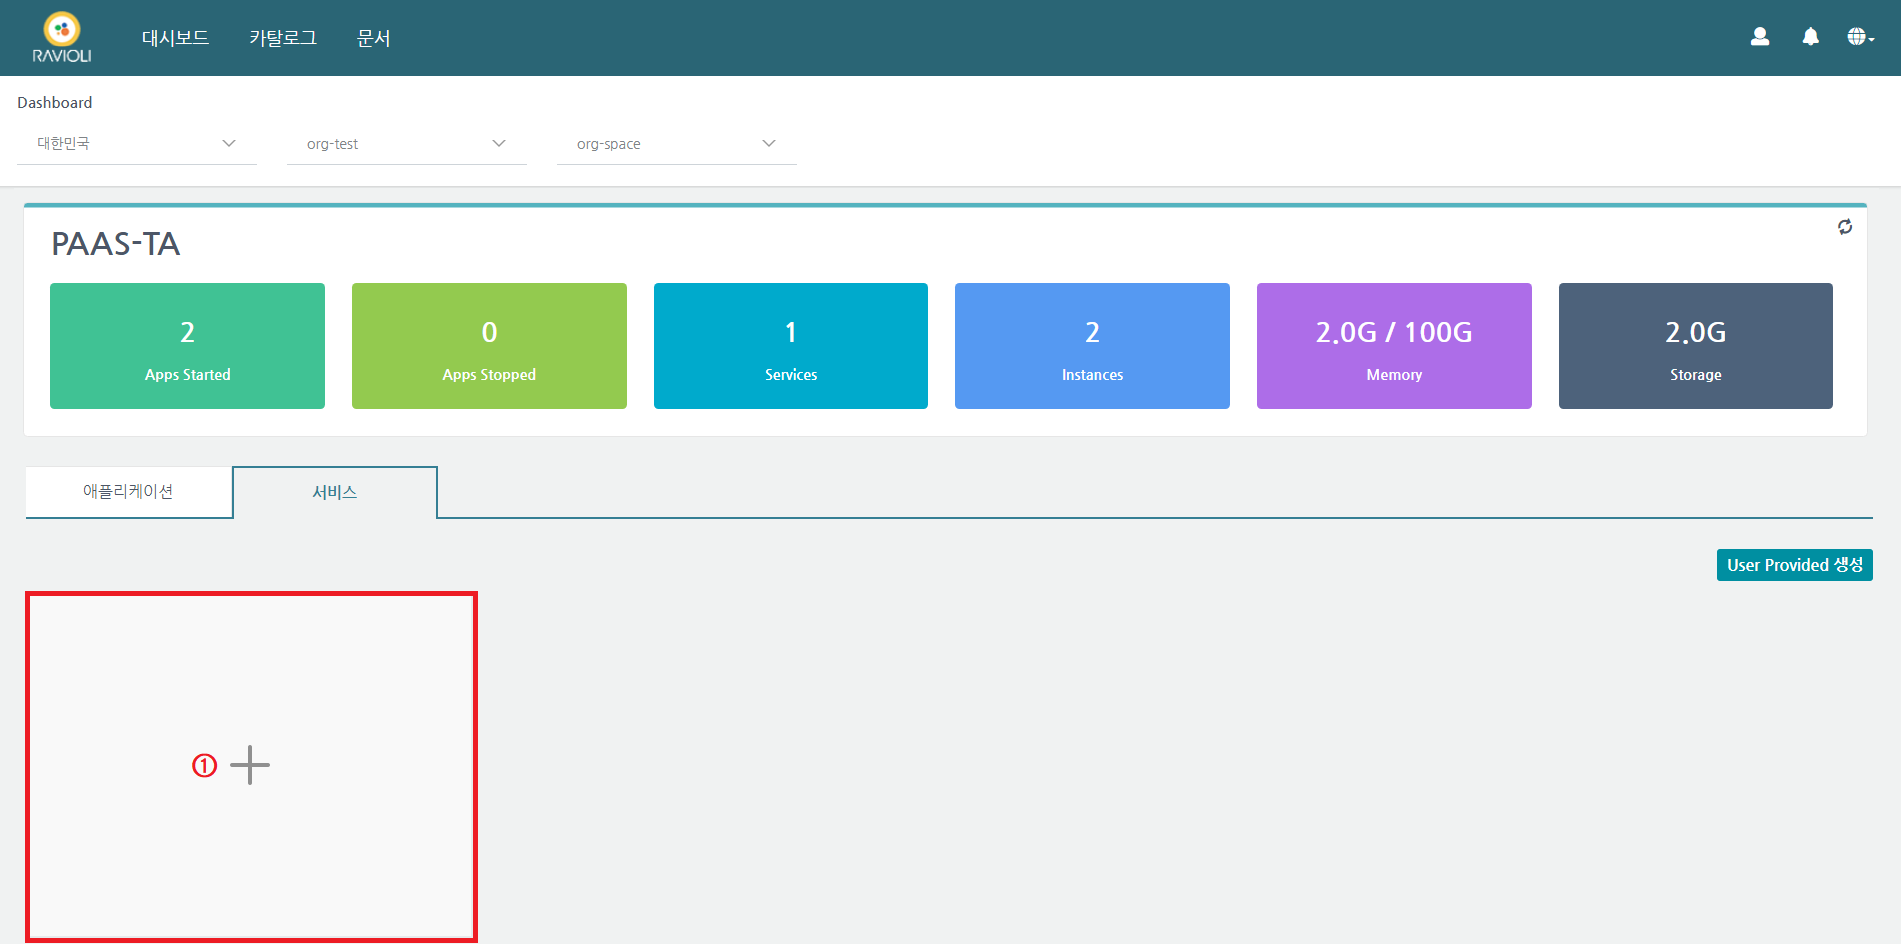 RAVIOLI
대시보드 카탈로그 문서
Dashboard
대한민국 org-test org-space
PAAS-TA
2 0 1 2 2.0G / 100G 2.0G
Apps Started Apps Stopped Services Instances Memory Storage
애플리케이션 서비스
User Provided 생성
①